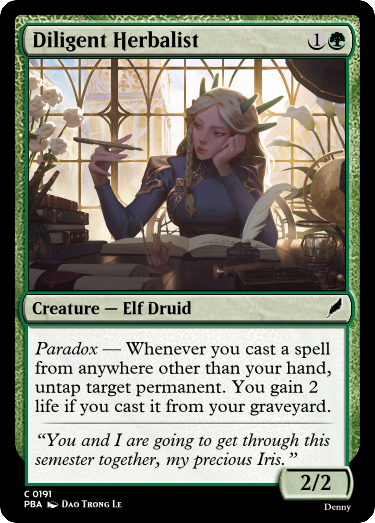 Diligent Herbalist 1
Creature — Elf Druid
Paradox — Whenever you cast a spell
from anywhere other than your hand,
untap target permanent. You gain 2
life if you cast it from your graveyard.
“You and I are going to get through this
semester together, my precious Iris.”
2/2
C 0191
PBA Dao Trong Le
Denny